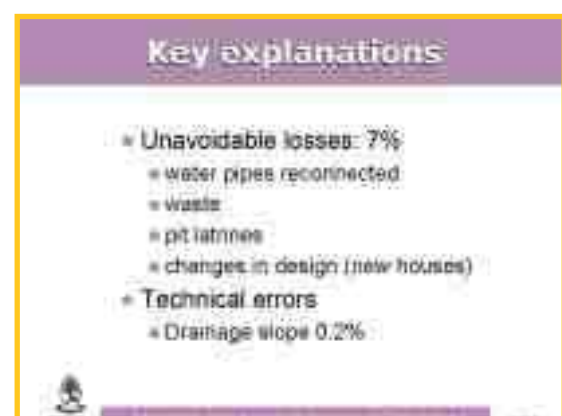 Key explanations
Unavoidable losses: 7%
water pipes reconnected
waste
pit latrines
changes in design (new houses)
Technical errors
Drainage slope 0.2%